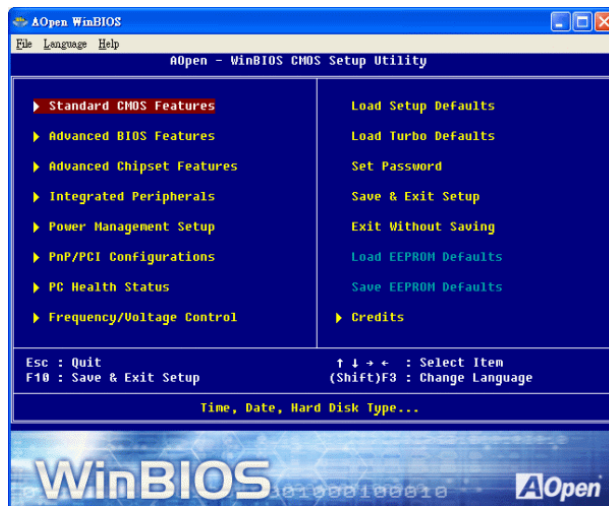 AOpen WinBIOS
File Language Help
AOpen - WinBIOS CMOS Setup Utility
Standard CMOS Features
Advanced BIOS Features
Advanced Chipset Features
Integrated Peripherals
Power Management Setup
PnP/PCI Configurations
PC Health Status
Frequency/Voltage Control
Load Setup Defaults
Load Turbo Defaults
Set Password
Save & Exit Setup
Exit Without Saving
Load EEPROM Defaults
Save EEPROM Defaults
Credits
Esc : Quit
F10 : Save & Exit Setup
↑ ↓ → ← : Select Item
(Shift)F3 : Change Language
Time, Date, Hard Disk Type...
WinBIOS
AOpen